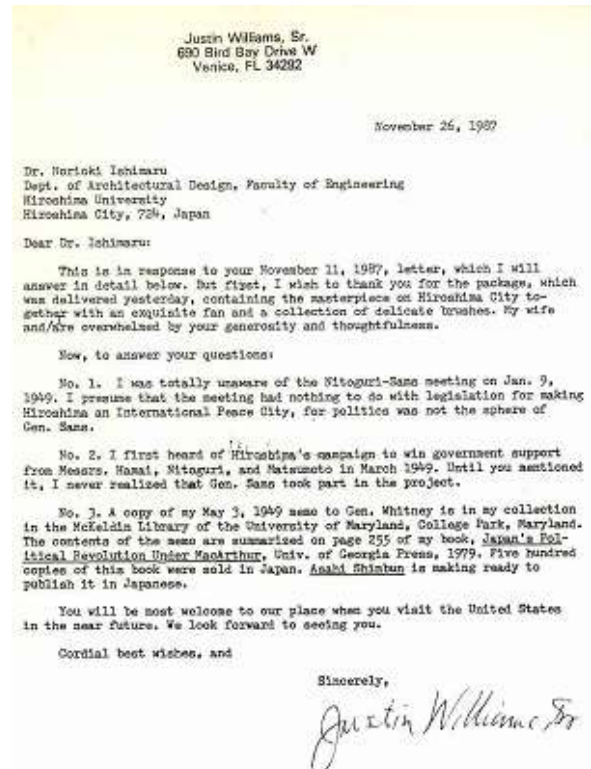 Justin Williams, Sr.
690 Bird Bay Drive W
Venice, FL 34292
November 26, 1987
Dr. Norioki Ishimaru
Dept. of Architectural Design, Faculty of Engineering
Hiroshima University
Hiroshima City, 724, Japan
Dear Dr. Ishimaru:
This is in response to your November 11, 1987, letter, which I will
answer in detail below. But first, I wish to thank you for the package, which
was delivered yesterday, containing the masterpiece on Hiroshima City to-
gether with an exquisite fan and a collection of delicate brushes. My wife
and overwhelmed by your generosity and thoughtfulness.
Now, to answer your questions:
No. 1. I was totally unaware of the Nitoguri-Sams meeting on Jan. 9,
1949. I presume that the meeting had nothing to do with legislation for making
Hiroshima an International Peace City, for politics was not the sphere of
Gen. Sams.
No. 2. I first heard of Hiroshima's campaign to win government support
from Messrs. Hamai, Nitoguri, and Matsumoto in March 1949. Until you mentioned
it, I never realized that Gen. Sams took part in the project.
No. 3. A copy of my May 3, 1949 memo to Gen. Whitney is in my collection
in the McKeldin Library of the University of Maryland, College Park, Maryland.
The contents of the memo are summarized on page 255 of my book, Japan's Pol-
itical Revolution Under MacArthur, Univ. of Georgia Press, 1979. Five hundred
copies of this book were sold in Japan. Asahi Shimbun is making ready to
publish it in Japanese.
You will be most welcome to our place when you visit the United States
in the near future. We look forward to seeing you.
Cordial best wishes, and
Sincerely,
Justin Williams Sr